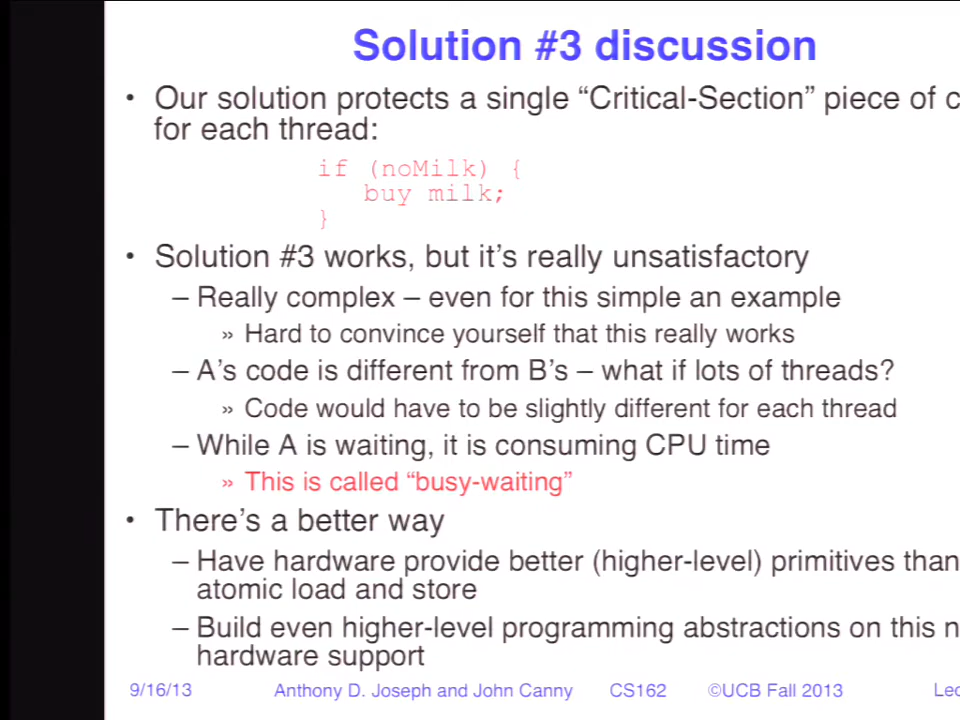 Solution #3 discussion
• Our solution protects a single “Critical-Section” piece of
for each thread:
if (noMilk) {
buy milk;
}
• Solution #3 works, but it’s really unsatisfactory
– Really complex – even for this simple an example
» Hard to convince yourself that this really works
– A’s code is different from B’s – what if lots of threads?
» Code would have to be slightly different for each thread
– While A is waiting, it is consuming CPU time
» This is called “busy-waiting”
• There’s a better way
– Have hardware provide better (higher-level) primitives than
atomic load and store
– Build even higher-level programming abstractions on this
hardware support
9/16/13 Anthony D. Joseph and John Canny CS162 ©UCB Fall 2013